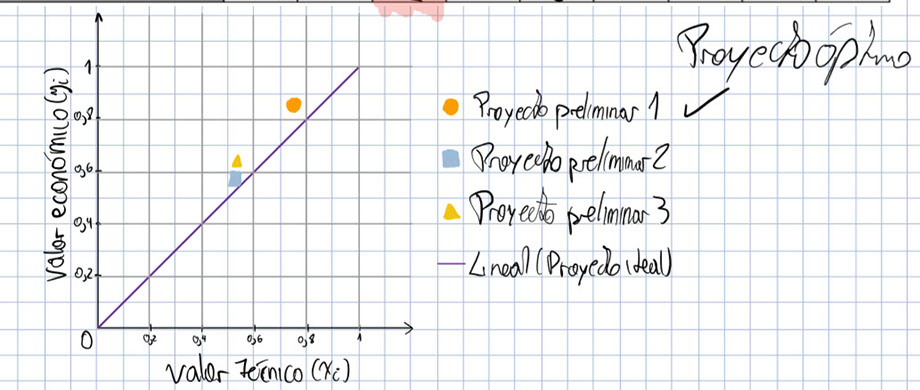 Proyecto óptimo
Valor económico (yi)
1
0,8
0,6
0,4
0,2
0
0,2
0,4
0,6
0,8
1
Valor Técnico (xi)
Proyecto preliminar 1 ✓
Proyecto preliminar 2
Proyecto preliminar 3
Lineal (Proyecto ideal)